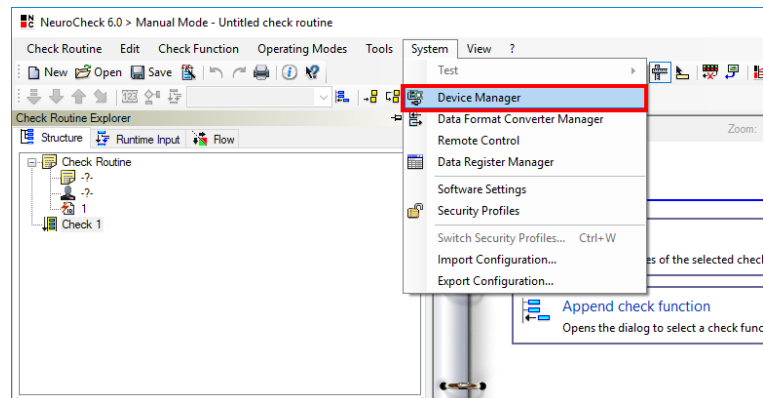 NeuroCheck 6.0 > Manual Mode - Untitled check routine
Check Routine Edit Check Function Operating Modes Tools System View ?
New Open Save
Test
Device Manager
Check Routine Explorer
Data Format Converter Manager
Zoom:
Structure Runtime Input Flow
Remote Control
Data Register Manager
Check Routine
-?-
-?-
1
Check 1
Software Settings
Security Profiles
Switch Security Profiles... Ctrl+W
Import Configuration...
es of the selected chec
Export Configuration...
Append check function
Opens the dialog to select a check func